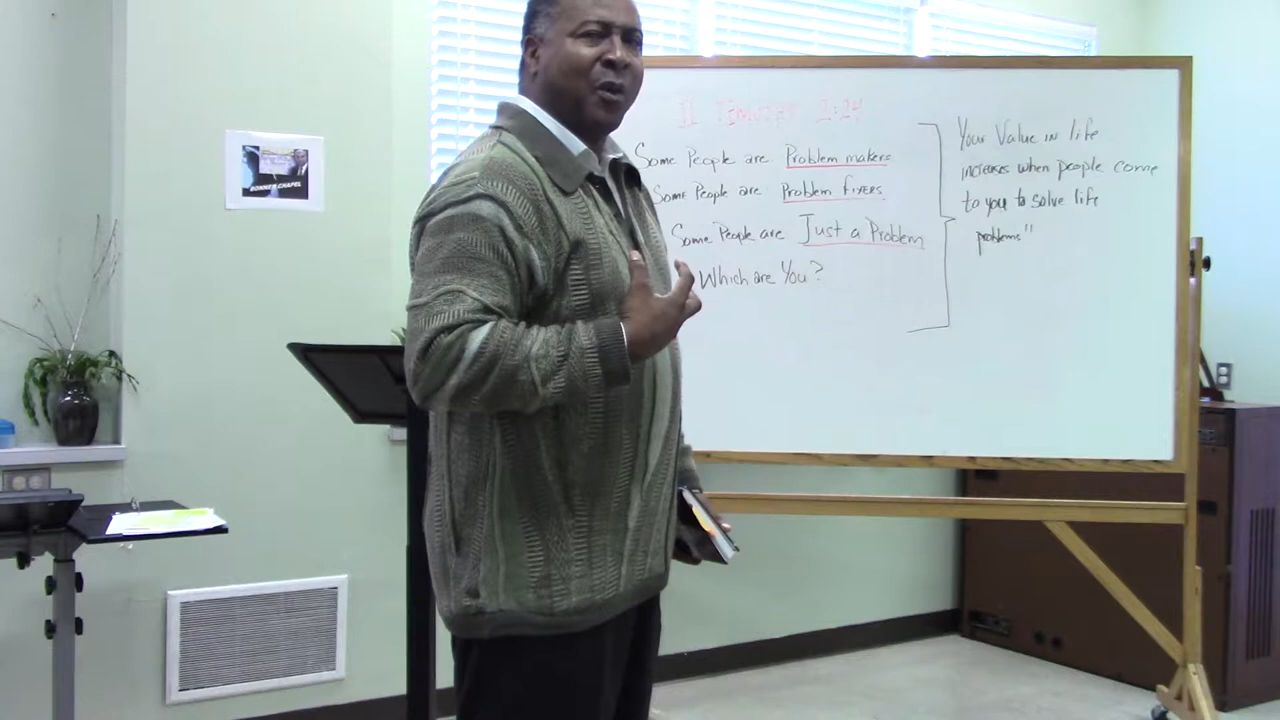 II Timothy 2:24
Some People are Problem makers
Some People are Problem fixers
Some People are Just a Problem
Which are You?
Your Value in life
increases when people come
to you to solve life
problems"
BONNER CHAPEL